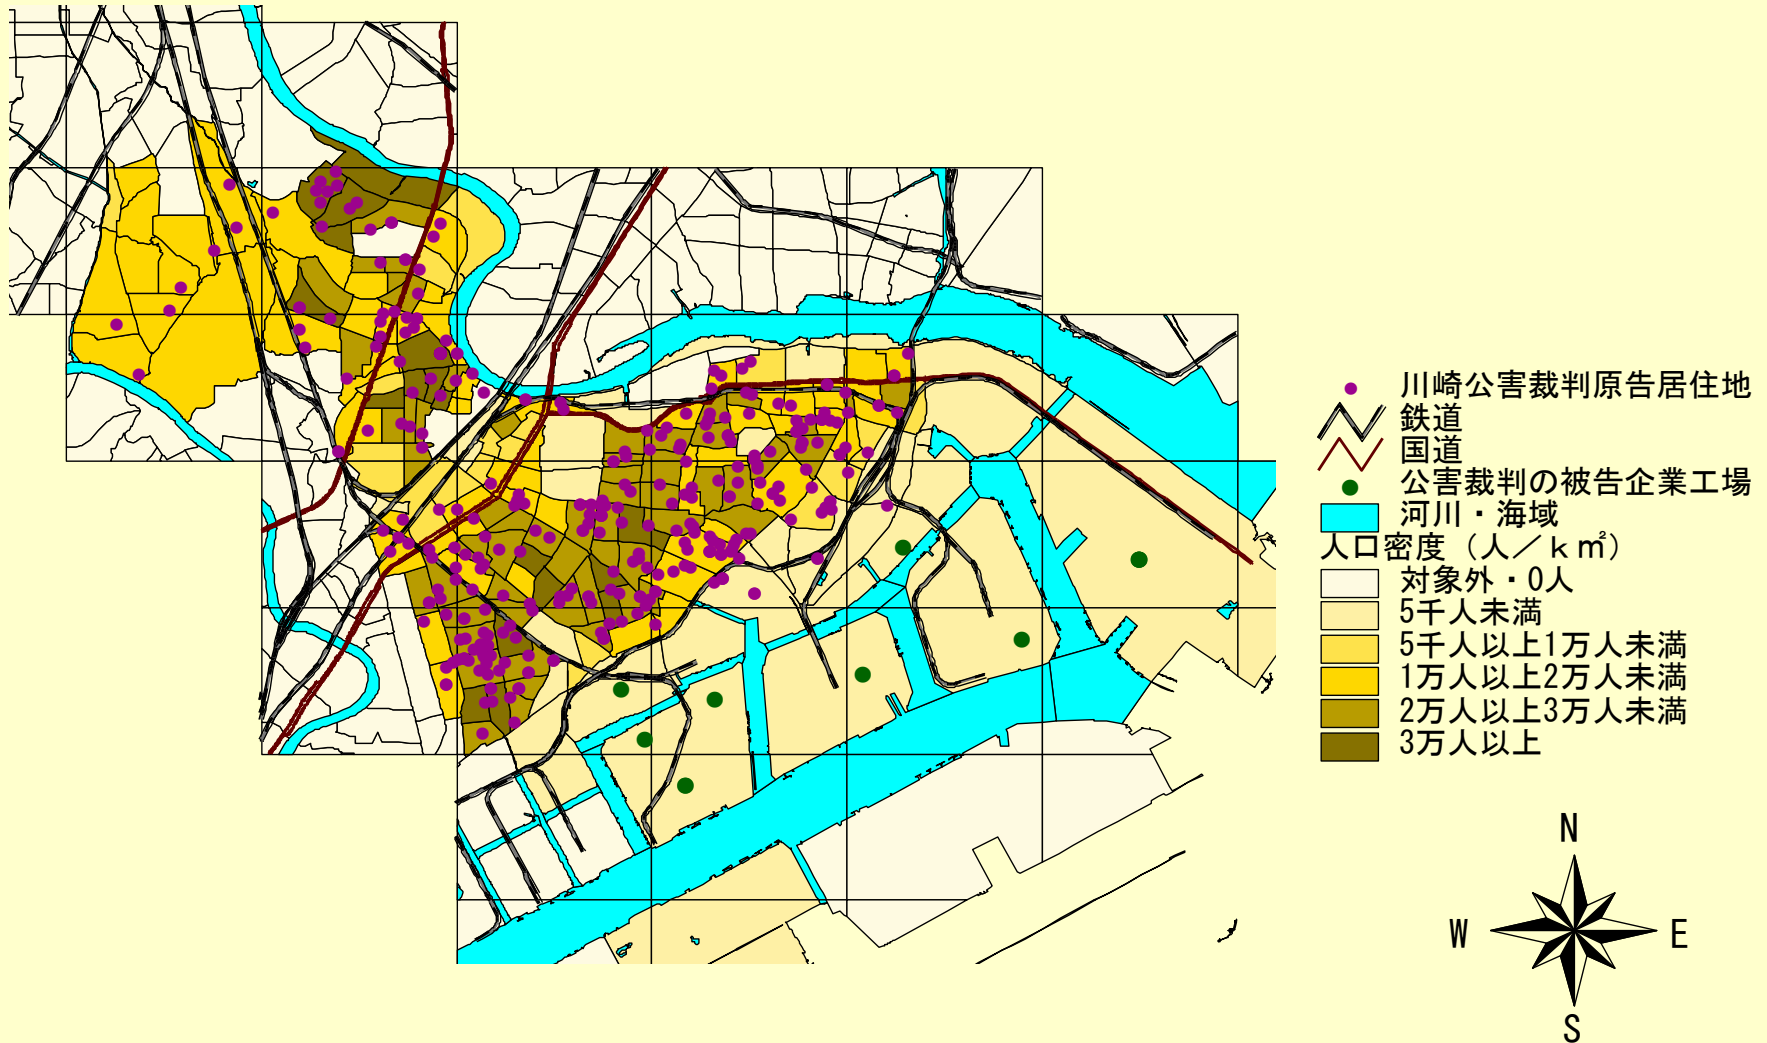 川崎公害裁判原告居住地
鉄道
国道
公害裁判の被告企業工場
河川・海域
人口密度（人／ｋ㎡）
対象外・0人
5千人未満
5千人以上1万人未満
1万人以上2万人未満
2万人以上3万人未満
3万人以上
N
W E
S